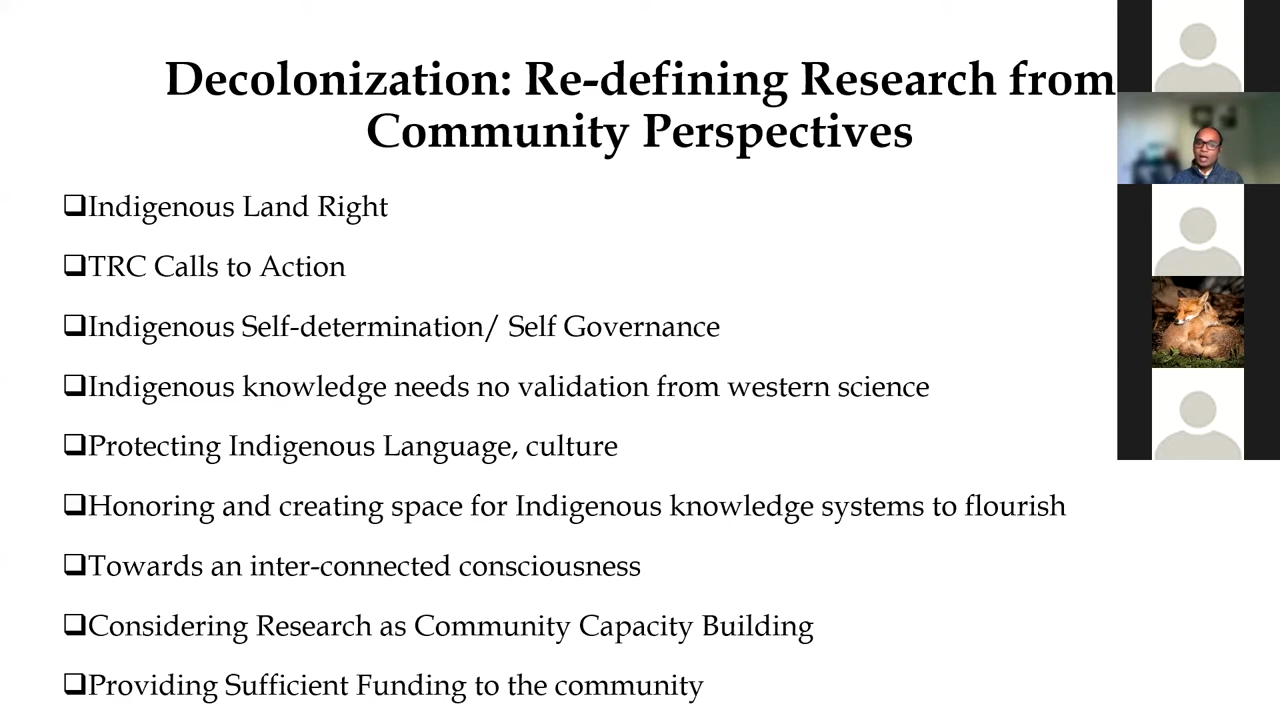 Decolonization: Re-defining Research from
Community Perspectives
❑Indigenous Land Right
❑TRC Calls to Action
❑Indigenous Self-determination/ Self Governance
❑Indigenous knowledge needs no validation from western science
❑Protecting Indigenous Language, culture
❑Honoring and creating space for Indigenous knowledge systems to flourish
❑Towards an inter-connected consciousness
❑Considering Research as Community Capacity Building
❑Providing Sufficient Funding to the community